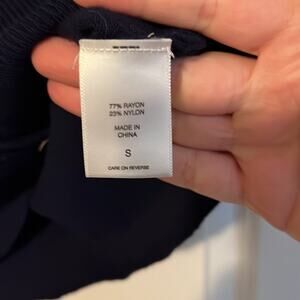 77% RAYON
23% NYLON
MADE IN
CHINA
S
CARE ON REVERSE